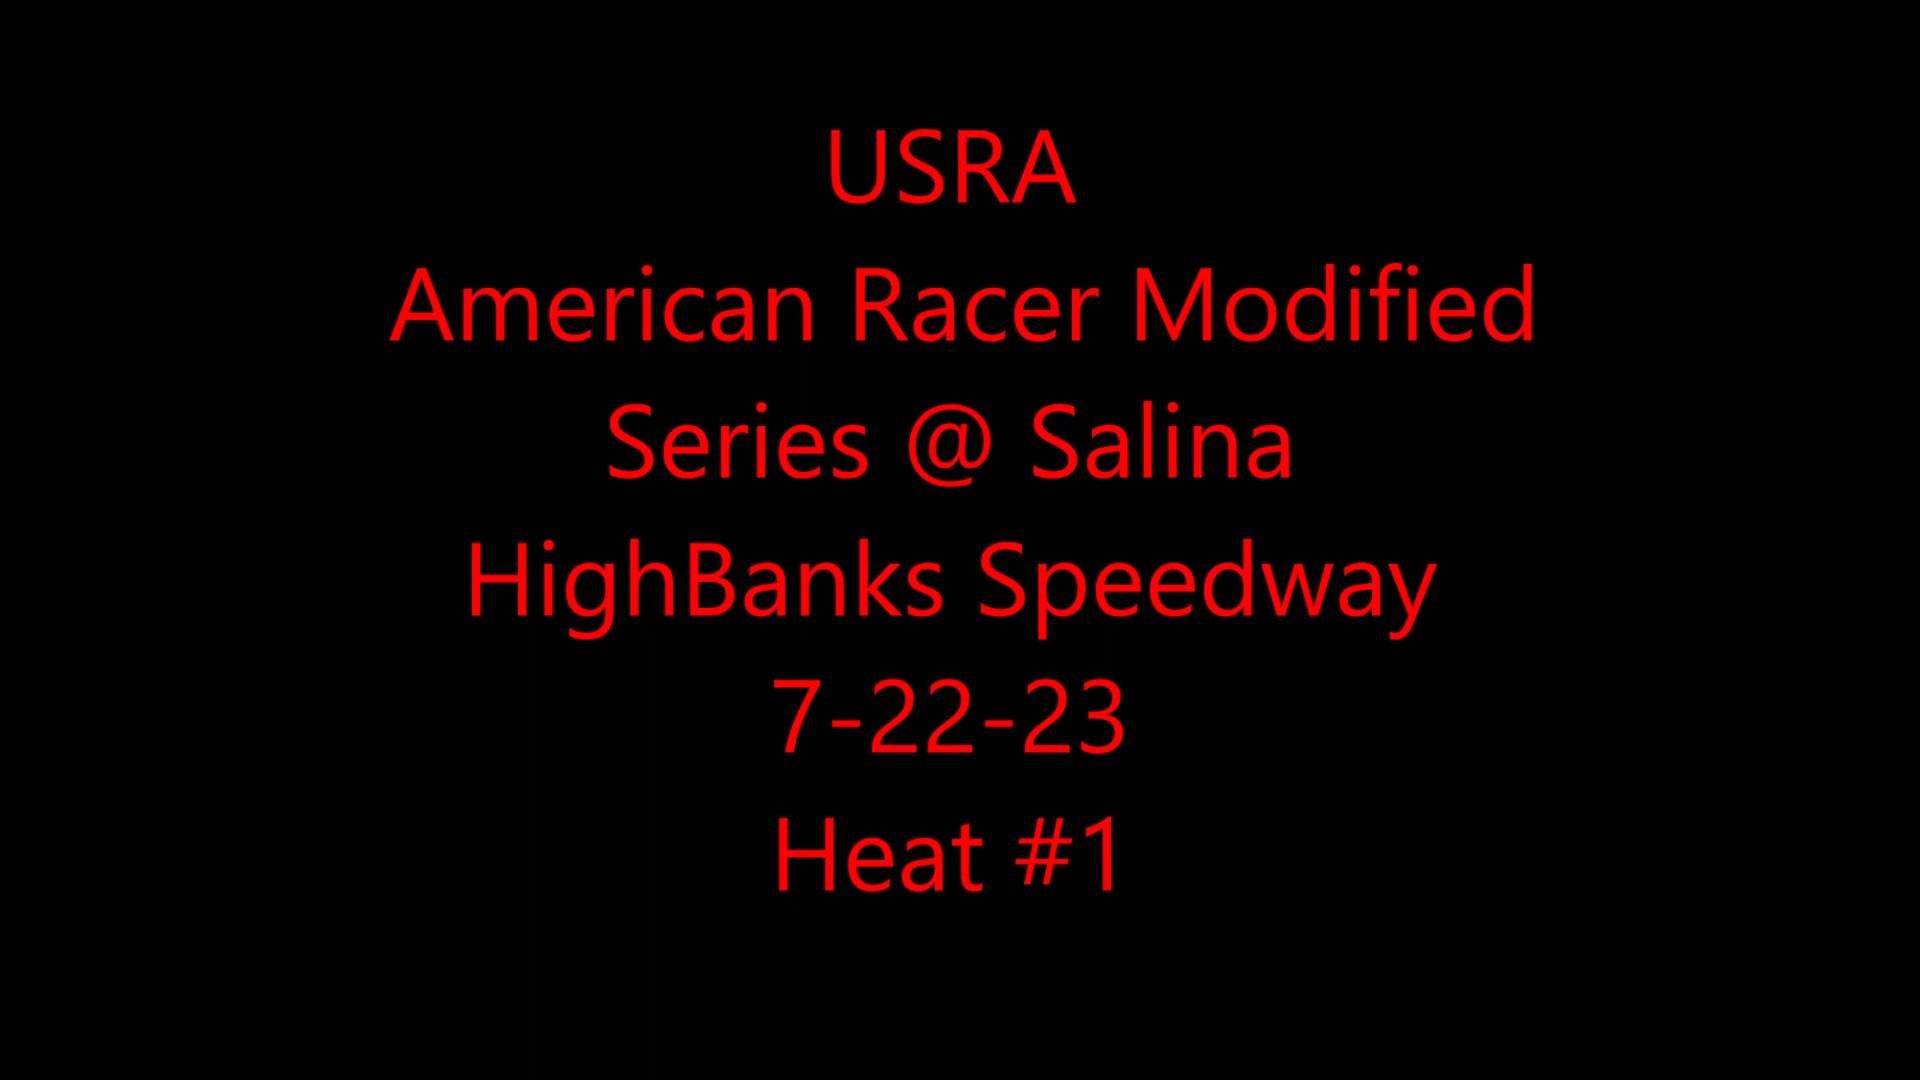 USRA
American Racer Modified
Series @ Salina
HighBanks Speedway
7-22-23
Heat #1